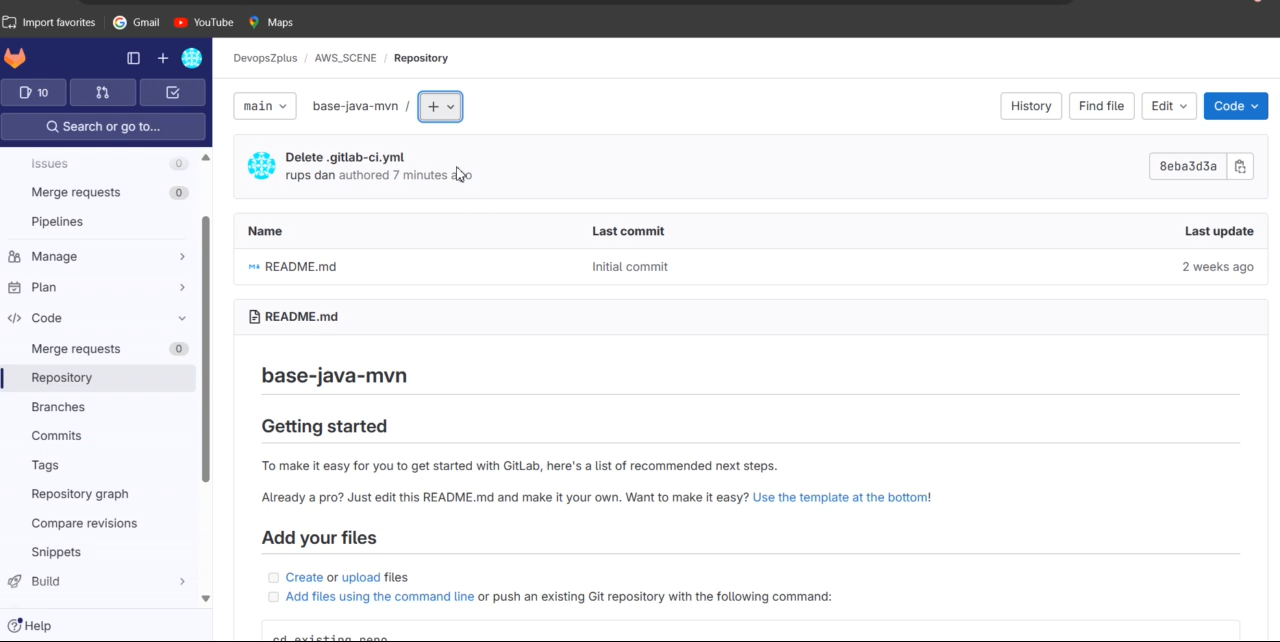 Import favorites Gmail YouTube Maps
DevopsZplus / AWS_SCENE / Repository
10
Search or go to...
main base-java-mvn / + History Find file Edit Code
Issues 0
Merge requests 0
Pipelines
Manage
Plan
Code
Merge requests 0
Repository
Branches
Commits
Tags
Repository graph
Compare revisions
Snippets
Build
Help
Delete .gitlab-ci.yml
rups dan authored 7 minutes ago
8eba3d3a
Name Last commit Last update
README.md Initial commit 2 weeks ago
README.md
base-java-mvn
Getting started
To make it easy for you to get started with GitLab, here's a list of recommended next steps.
Already a pro? Just edit this README.md and make it your own. Want to make it easy? Use the template at the bottom!
Add your files
Create or upload files
Add files using the command line or push an existing Git repository with the following command:
cd existing_repo